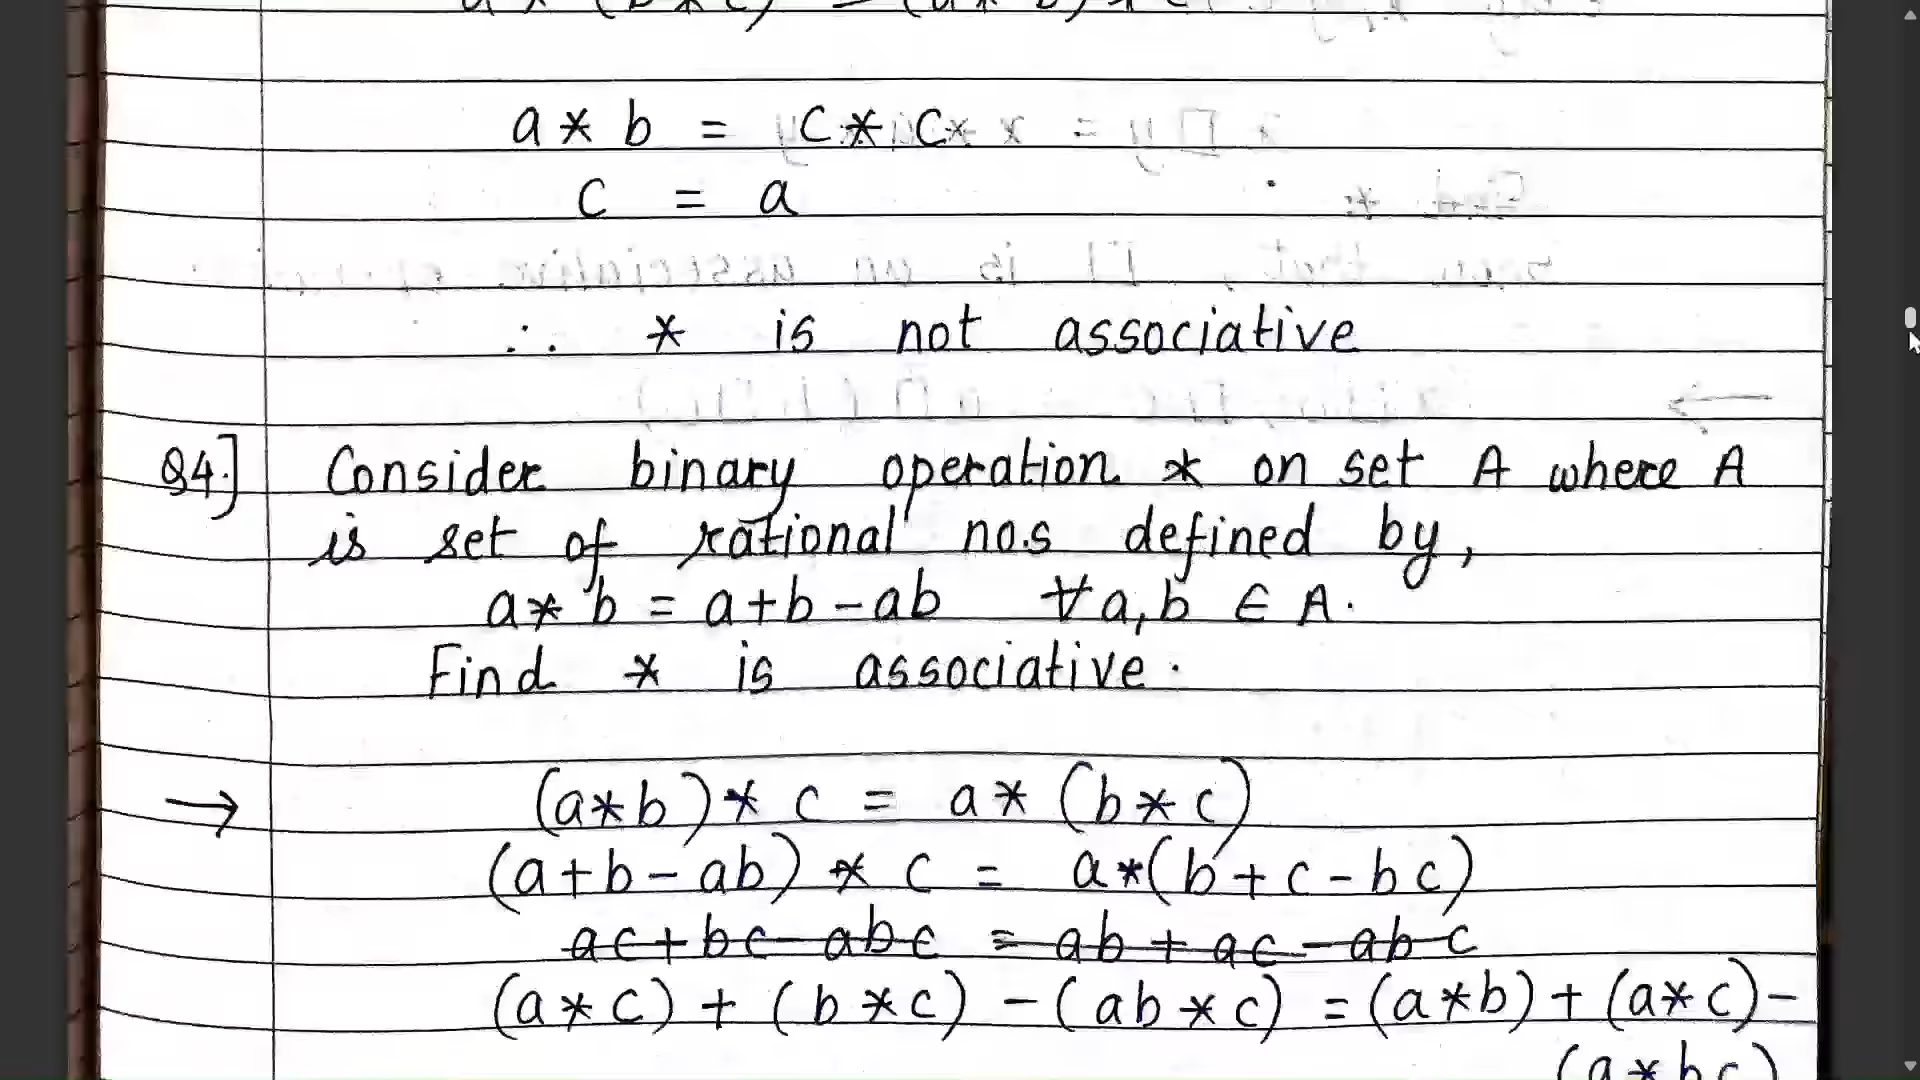 a * (b * c) = (a * b) * c
a * b = c * c
c = a
∴ * is not associative
Q4.] Consider binary operation * on set A where A
is set of rational no.s defined by,
a * b = a+b-ab ∀a,b ∈ A.
Find * is associative.
→ (a*b) * c = a * (b * c)
(a+b-ab) * c = a*(b+c-bc)
ac+bc-abc = ab+ac-abc
(a * c) + (b * c) - (ab * c) = (a * b) + (a * c) -
(a * bc)